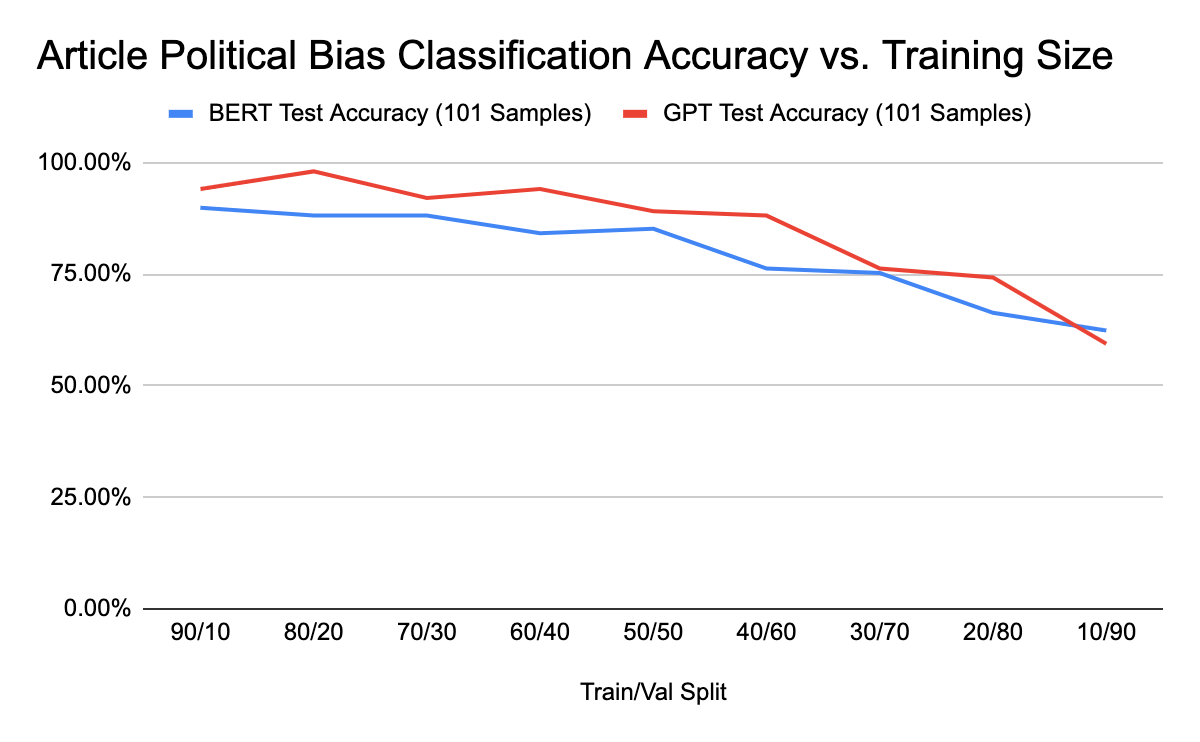 Article Political Bias Classification Accuracy vs. Training Size
BERT Test Accuracy (101 Samples) GPT Test Accuracy (101 Samples)
100.00%
75.00%
50.00%
25.00%
0.00%
90/10 80/20 70/30 60/40 50/50 40/60 30/70 20/80 10/90
Train/Val Split